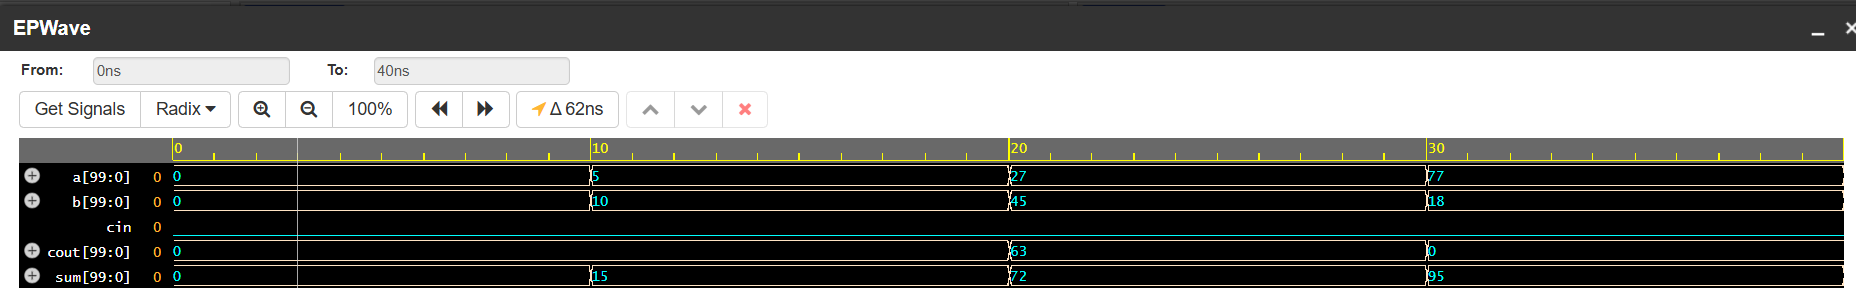 EPWave
From: 0ns To: 40ns
Get Signals Radix 100% Δ 62ns
0 10 20 30
a[99:0] 0 0 5 27 77
b[99:0] 0 0 10 45 18
cin 0
cout[99:0] 0 0 63 0
sum[99:0] 0 0 15 72 95